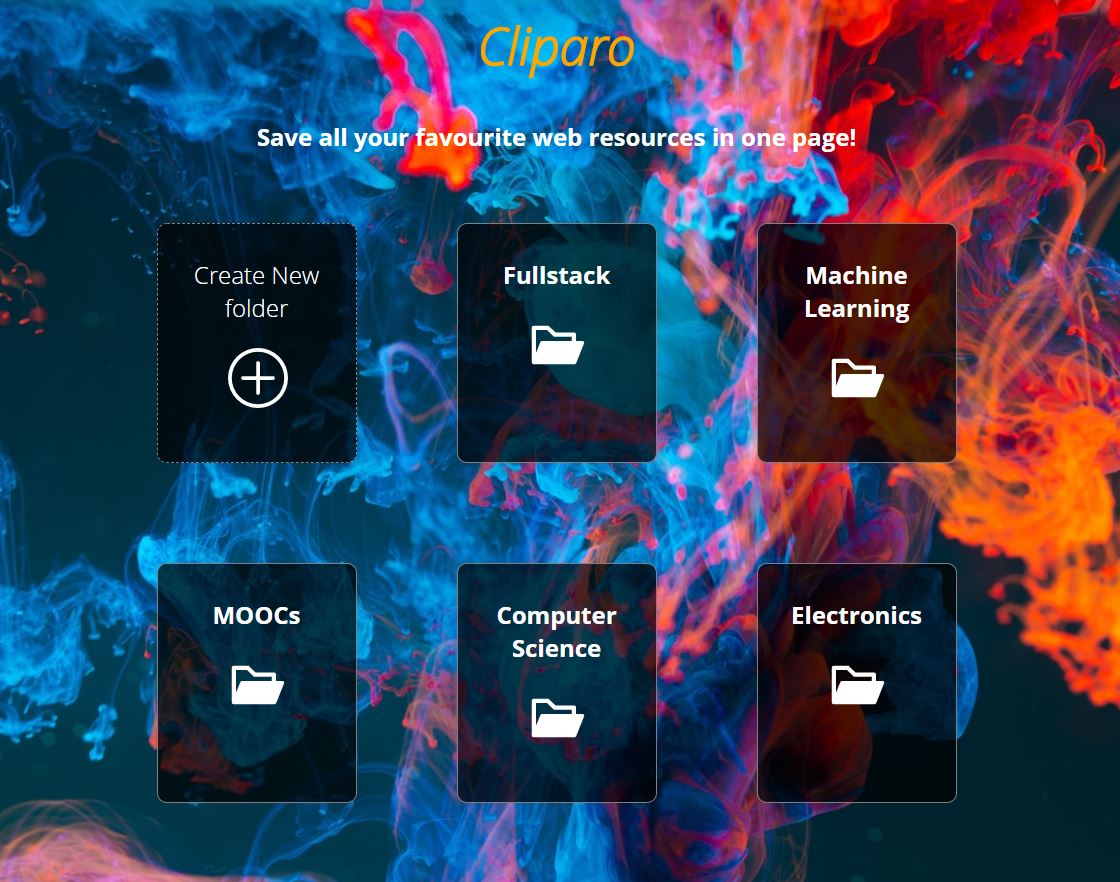 Cliparo
Save all your favourite web resources in one page!
Create New
folder
Fullstack
Machine
Learning
MOOCs
Computer
Science
Electronics